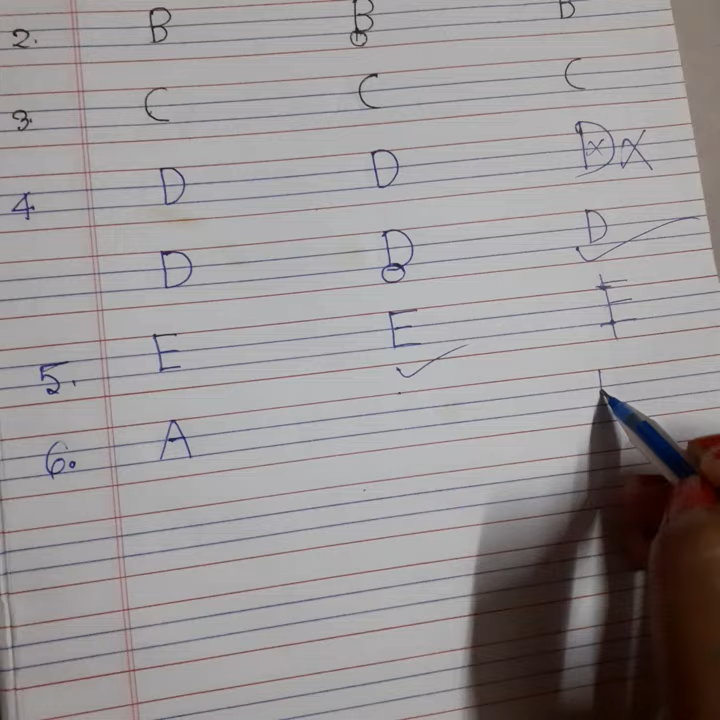 2. B B B
3. C C C
4. D D D X
D D D
5. E E E
6. A